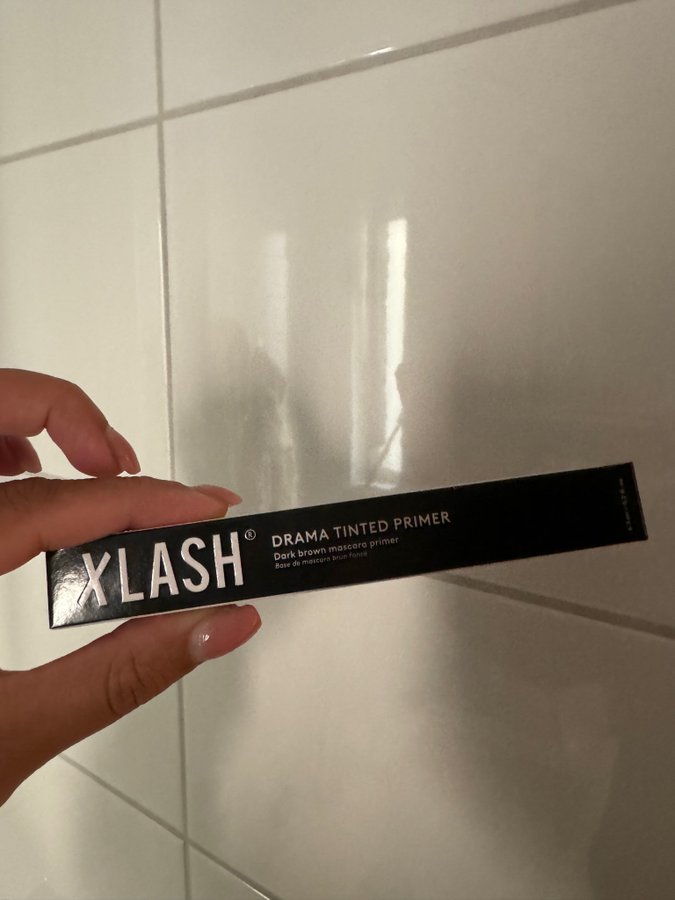 XLASH®
DRAMA TINTED PRIMER
Dark brown mascara primer
Base de mascara brun foncé